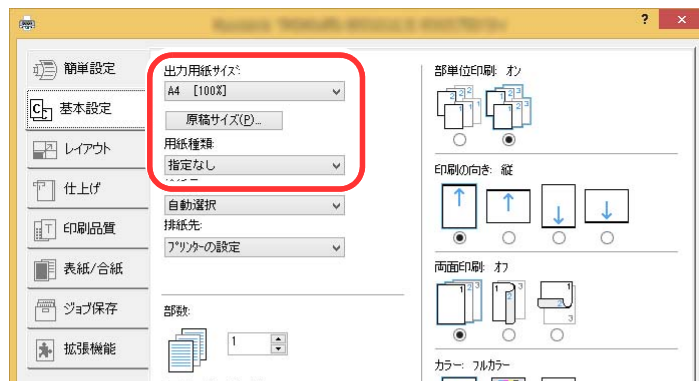 ?
簡単設定
基本設定
レイアウト
仕上げ
印刷品質
表紙/合紙
ジョブ保存
拡張機能
出力用紙サイズ:
A4 [100%]
原稿サイズ(P)...
用紙種類:
指定なし
自動選択
排紙先:
プリンターの設定
部数:
1
部単位印刷: オン
印刷の向き: 縦
両面印刷: オフ
カラー: フルカラー